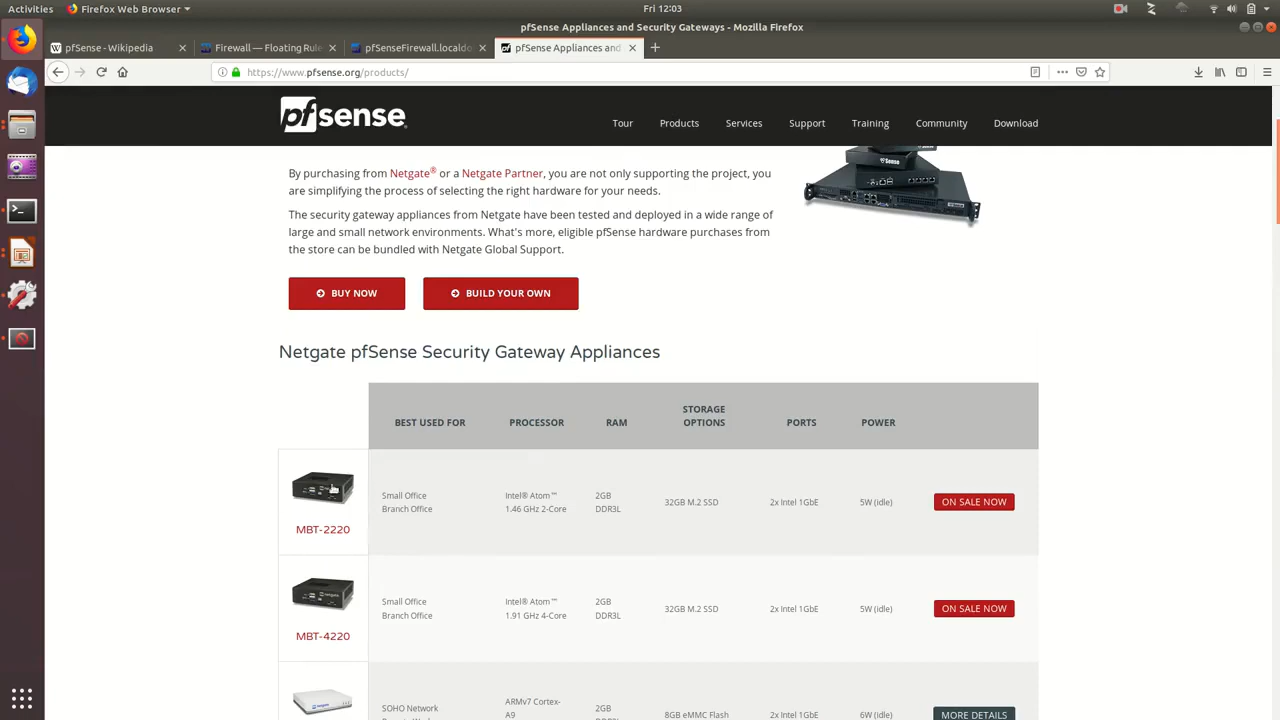 Activities
Firefox Web Browser
Fri 12:03
pfSense Appliances and Security Gateways - Mozilla Firefox
pfSense - Wikipedia
Firewall — Floating Rule
pfSenseFirewall.localdo
pfSense Appliances and
https://www.pfsense.org/products/
pfsense
Tour
Products
Services
Support
Training
Community
Download
By purchasing from Netgate® or a Netgate Partner, you are not only supporting the project, you
are simplifying the process of selecting the right hardware for your needs.
The security gateway appliances from Netgate have been tested and deployed in a wide range of
large and small network environments. What's more, eligible pfSense hardware purchases from
the store can be bundled with Netgate Global Support.
BUY NOW
BUILD YOUR OWN
Netgate pfSense Security Gateway Appliances
BEST USED FOR
PROCESSOR
RAM
STORAGE
OPTIONS
PORTS
POWER
MBT-2220
Small Office
Branch Office
Intel® Atom™
1.46 GHz 2-Core
2GB
DDR3L
32GB M.2 SSD
2x Intel 1GbE
5W (idle)
ON SALE NOW
MBT-4220
Small Office
Branch Office
Intel® Atom™
1.91 GHz 4-Core
2GB
DDR3L
32GB M.2 SSD
2x Intel 1GbE
5W (idle)
ON SALE NOW
SOHO Network
ARMv7 Cortex-
A9
2GB
8GB eMMC Flash
2x Intel 1GbE
6W (idle)
MORE DETAILS